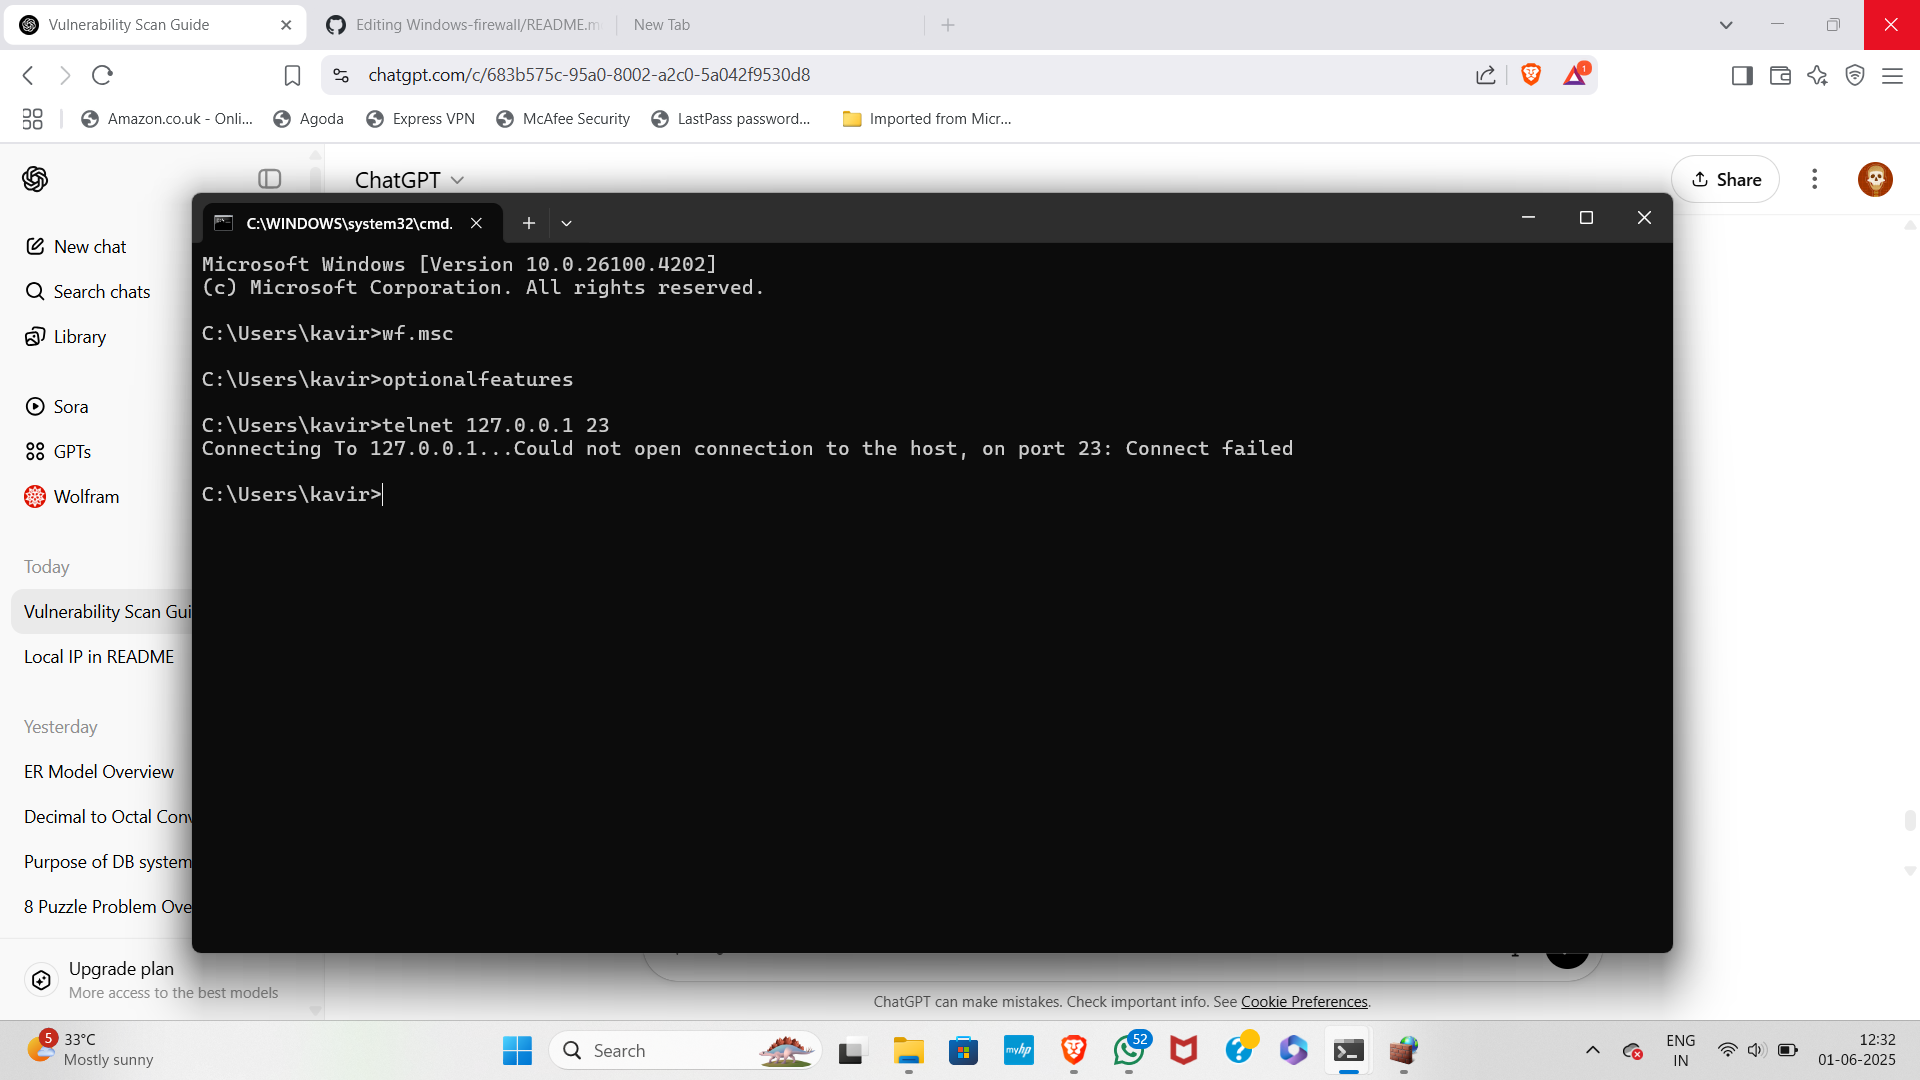 Vulnerability Scan Guide
Editing Windows-firewall/README.m
New Tab
chatgpt.com/c/683b575c-95a0-8002-a2c0-5a042f9530d8
1
Amazon.co.uk - Onli...
Agoda
Express VPN
McAfee Security
LastPass password...
Imported from Micr...
ChatGPT
Share
C:\WINDOWS\system32\cmd.
New chat
Search chats
Library
Sora
GPTs
Wolfram
Today
Vulnerability Scan Gui
Local IP in README
Yesterday
ER Model Overview
Decimal to Octal Conv
Purpose of DB system
8 Puzzle Problem Ove
Upgrade plan
More access to the best models
Microsoft Windows [Version 10.0.26100.4202]
(c) Microsoft Corporation. All rights reserved.
C:\Users\kavir>wf.msc
C:\Users\kavir>optionalfeatures
C:\Users\kavir>telnet 127.0.0.1 23
Connecting To 127.0.0.1...Could not open connection to the host, on port 23: Connect failed
C:\Users\kavir>
ChatGPT can make mistakes. Check important info. See Cookie Preferences.
5
33°C
Mostly sunny
Search
myhp
52
ENG
IN
12:32
01-06-2025